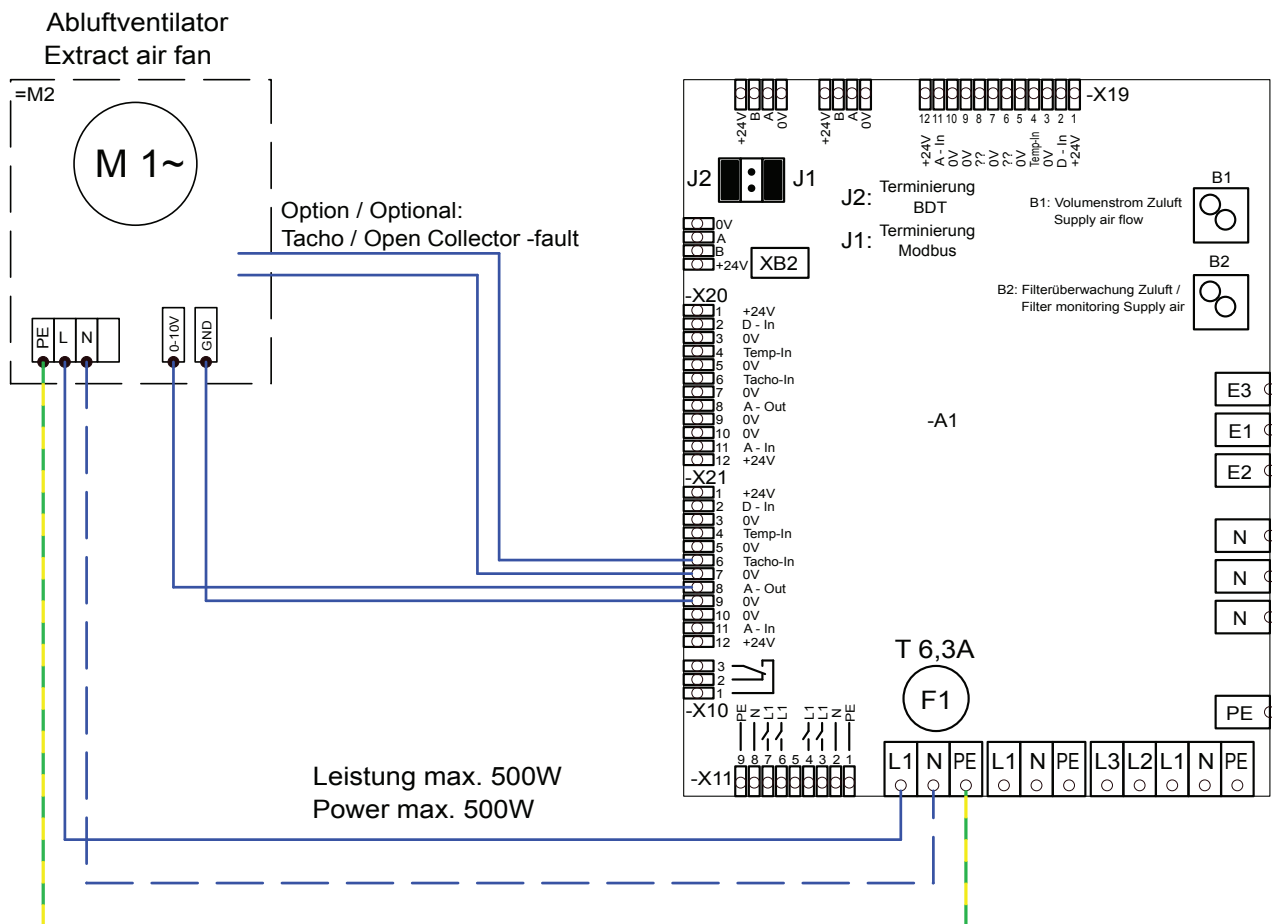 Abluftventilator
Extract air fan
=M2
M 1~
Option / Optional:
Tacho / Open Collector -fault
PE
L
N
0-10V
GND
+24V
B
A
0V
+24V
B
A
0V
-X19
12
11
10
9
8
7
6
5
4
3
2
1
+24V
A - In
0V
0V
??
0V
??
0V
Temp-In
0V
D - In
+24V
J2
J1
J2: Terminierung
BDT
J1: Terminierung
Modbus
B1
B1: Volumenstrom Zuluft
Supply air flow
B2
B2: Filterüberwachung Zuluft /
Filter monitoring Supply air
0V
A
B
+24V
XB2
-X20
1 +24V
2 D - In
3 0V
4 Temp-In
5 0V
6 Tacho-In
7 0V
8 A - Out
9 0V
10 0V
11 A - In
12 +24V
-A1
E3
E1
E2
N
N
N
PE
-X21
1 +24V
2 D - In
3 0V
4 Temp-In
5 0V
6 Tacho-In
7 0V
8 A - Out
9 0V
10 0V
11 A - In
12 +24V
3
2
1
-X10
T 6,3A
F1
PE
N
L1
L1
L1
L1
N
PE
-X11
9
8
7
6
5
4
3
2
1
L1 N PE L1 N PE L3 L2 L1 N PE
Leistung max. 500W
Power max. 500W